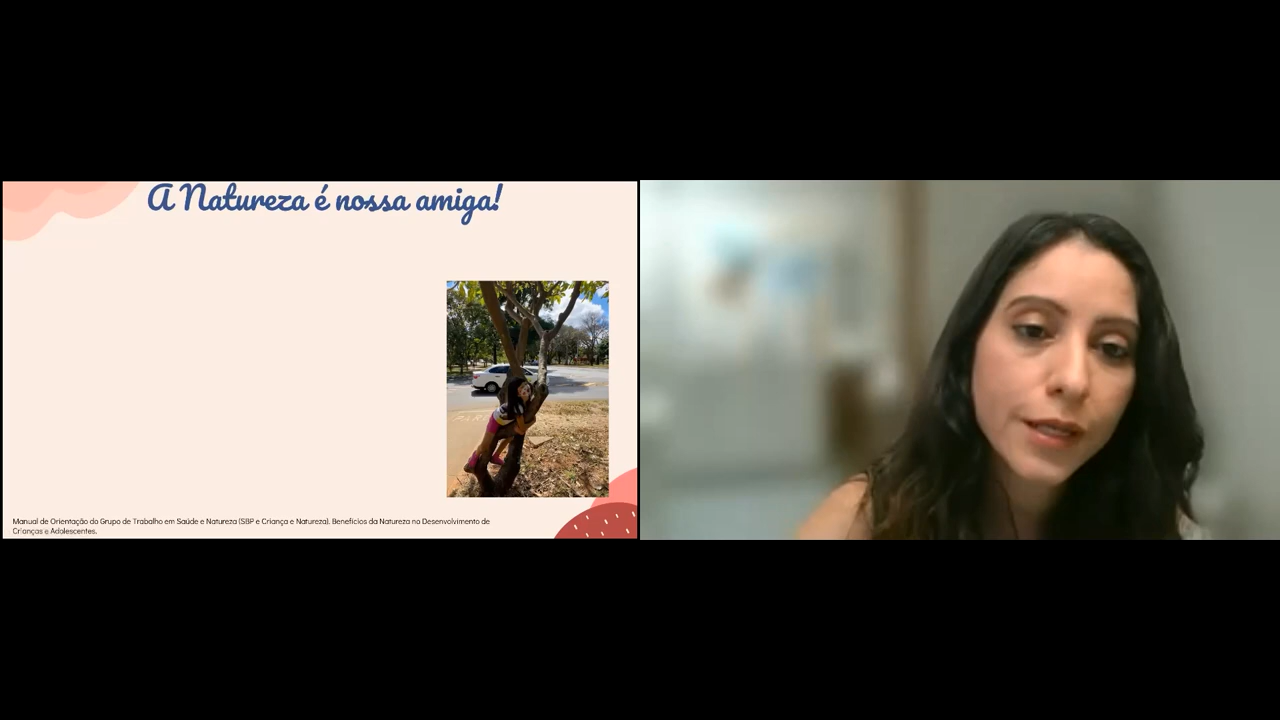 A Natureza é nossa amiga!
Manual de Orientação do Grupo de Trabalho em Saúde e Natureza (SBP e Criança e Natureza). Benefícios da Natureza no Desenvolvimento de
Crianças e Adolescentes.